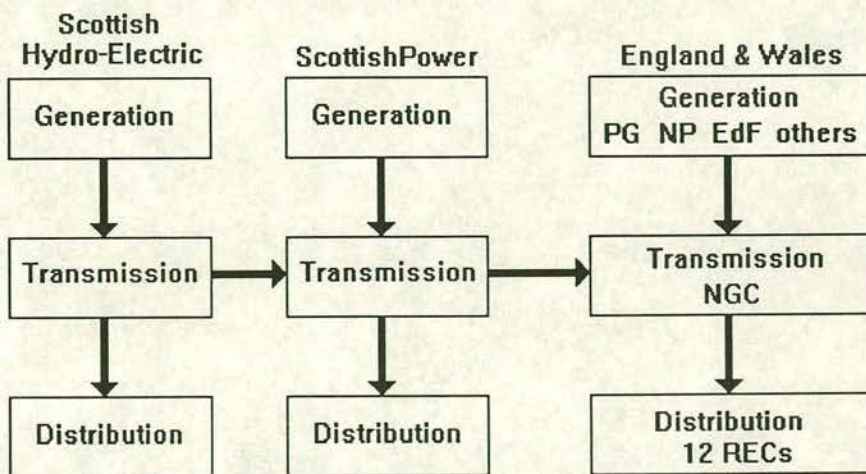 Scottish
Hydro-Electric
ScottishPower
England & Wales
Generation
Generation
Generation
PG NP EdF others
Transmission
Transmission
Transmission
NGC
Distribution
Distribution
Distribution
12 RECs